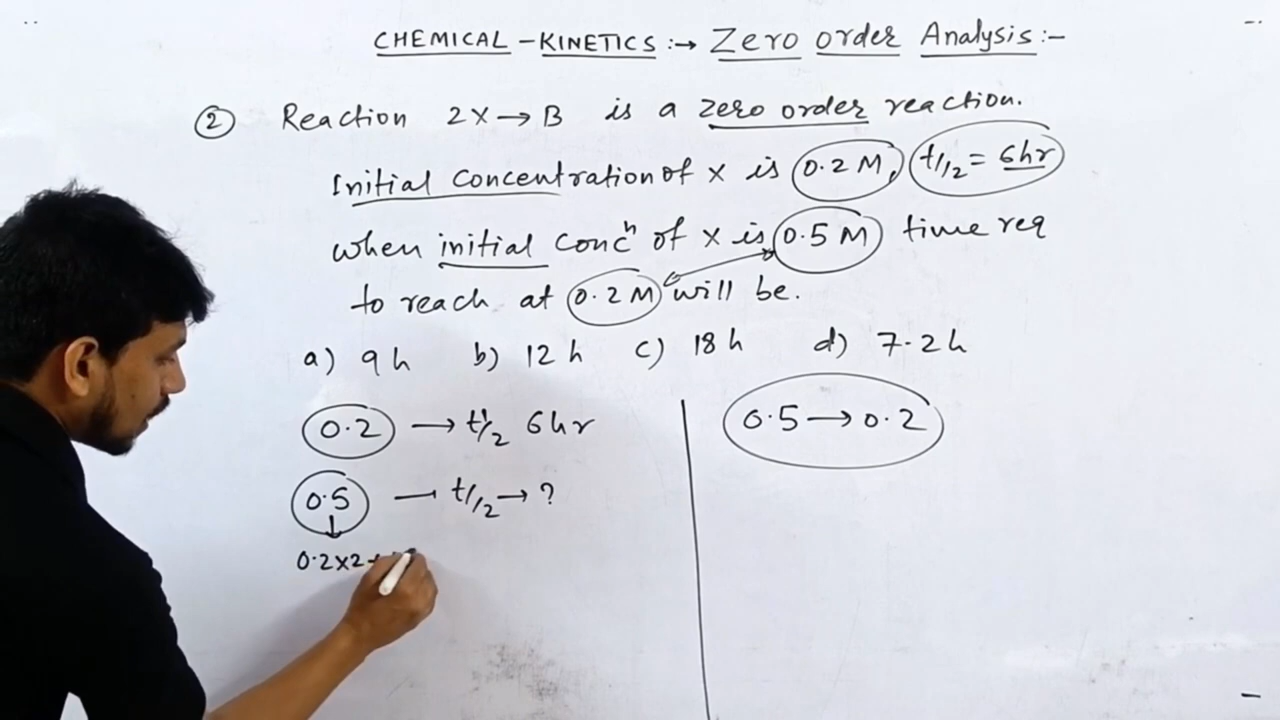 CHEMICAL - KINETICS :→ Zero order Analysis :-
② Reaction 2X → B is a zero order reaction.
Initial concentration of X is 0.2 M, t1/2 = 6hr
when initial concⁿ of X is 0.5 M time req
to reach at 0.2 M will be.
a) 9 h b) 12 h c) 18 h d) 7.2 h
0.2 → t1/2 6hr
0.5 — t1/2 → ?
0.2×2
0.5 → 0.2